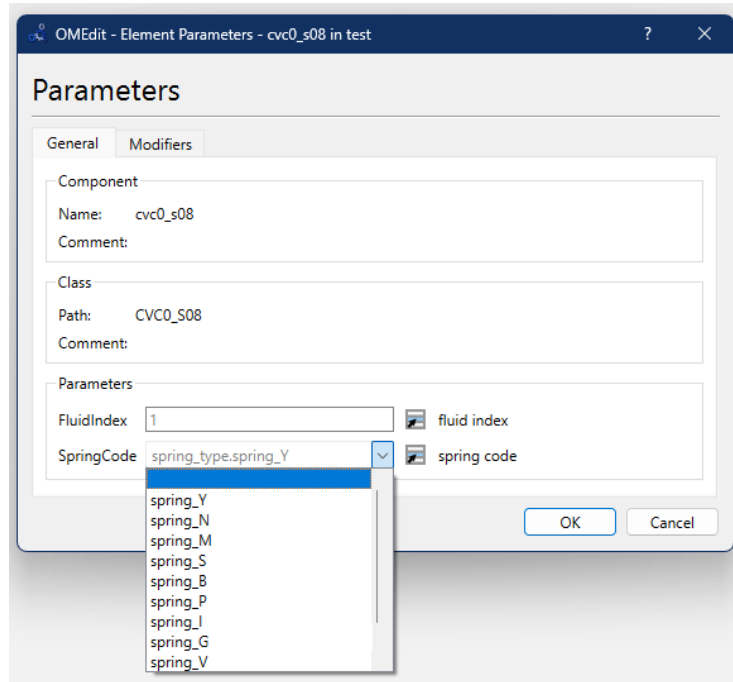 OMEdit - Element Parameters - cvc0_s08 in test ? ×
Parameters
General Modifiers
Component
Name: cvc0_s08
Comment:
Class
Path: CVC0_S08
Comment:
Parameters
FluidIndex 1 fluid index
SpringCode spring_type.spring_Y spring code
spring_Y
spring_N
spring_M
spring_S
spring_B
spring_P
spring_I
spring_G
spring_V
OK Cancel